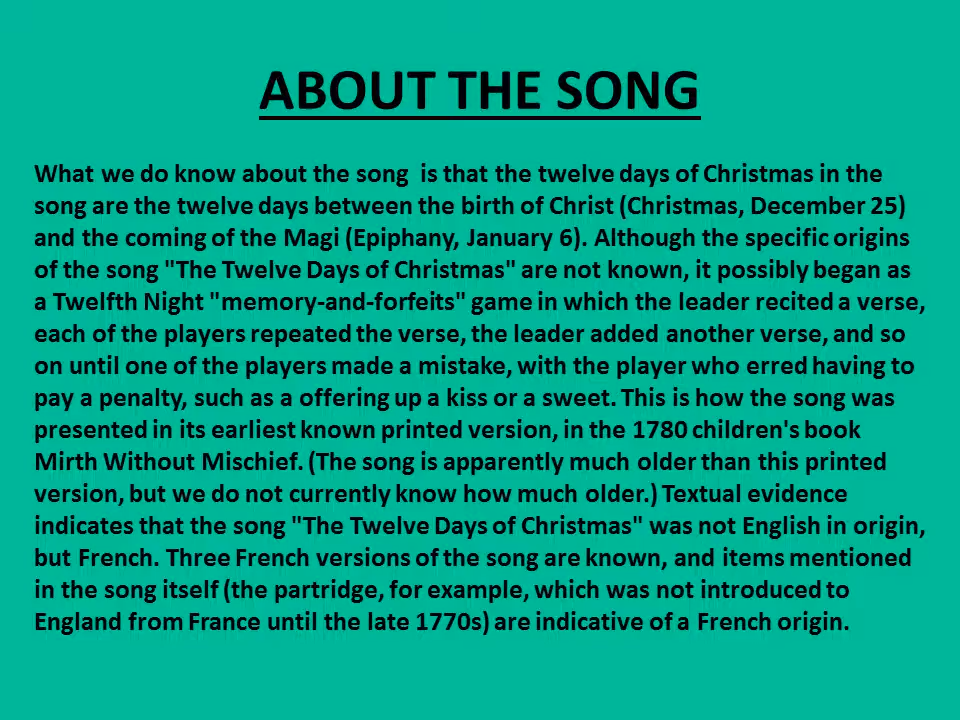 ABOUT THE SONG
What we do know about the song  is that the twelve days of Christmas in the
song are the twelve days between the birth of Christ (Christmas, December 25)
and the coming of the Magi (Epiphany, January 6). Although the specific origins
of the song "The Twelve Days of Christmas" are not known, it possibly began as
a Twelfth Night "memory-and-forfeits" game in which the leader recited a verse,
each of the players repeated the verse, the leader added another verse, and so
on until one of the players made a mistake, with the player who erred having to
pay a penalty, such as a offering up a kiss or a sweet. This is how the song was
presented in its earliest known printed version, in the 1780 children's book
Mirth Without Mischief. (The song is apparently much older than this printed
version, but we do not currently know how much older.) Textual evidence
indicates that the song "The Twelve Days of Christmas" was not English in origin,
but French. Three French versions of the song are known, and items mentioned
in the song itself (the partridge, for example, which was not introduced to
England from France until the late 1770s) are indicative of a French origin.